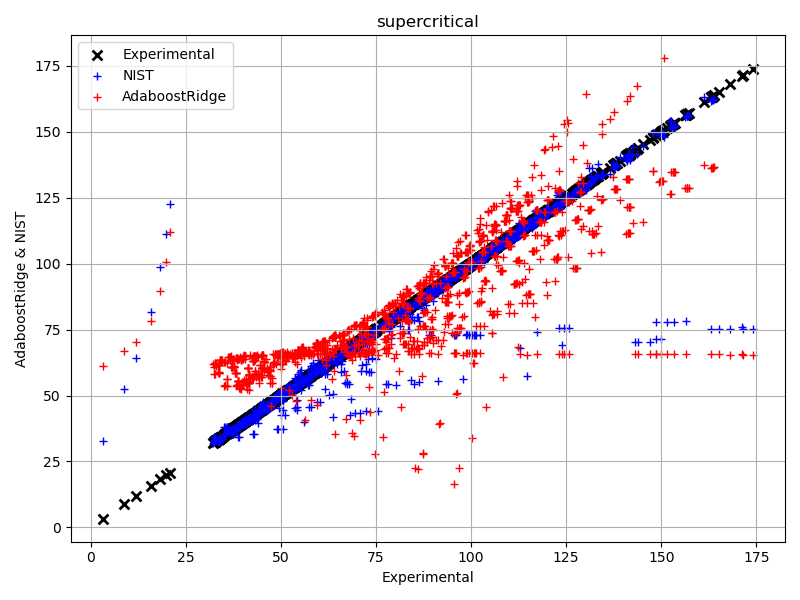 supercritical
Experimental
NIST
AdaboostRidge
AdaboostRidge & NIST
175
150
125
100
75
50
25
0
0 25 50 75 100 125 150 175
Experimental